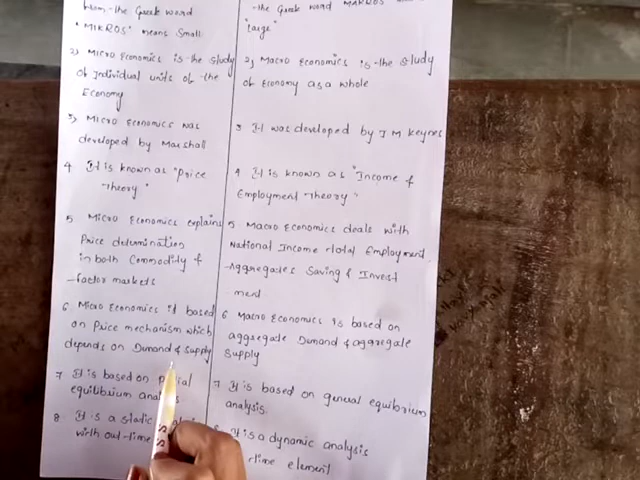 from the Greek word
"MIKROS" means Small
2) Micro Economics is the study
of Individual units of the
Economy
3) Micro Economics was
developed by Marshall
4 It is known as "Price
Theory"
5 Micro Economics explains
Price determination
in both Commodity &
factor markets
6 Micro Economics is based
on Price mechanism which
depends on Demand & Supply
7 It is based on
equilibrium
8 It is a static
with out time
the Greek word
"large"
2) Macro Economics is the study
of Economy as a whole
3 It was developed by J M Keynes
4 It is known as "Income &
Employment Theory"
5 Macro Economics deals with
National Income total Employment
Aggregates Saving & Invest
ment
6 Macro Economics is based on
aggregate Demand & aggregate
Supply
7 It is based on general equilibrium
analysis
It is a dynamic analysis
time element